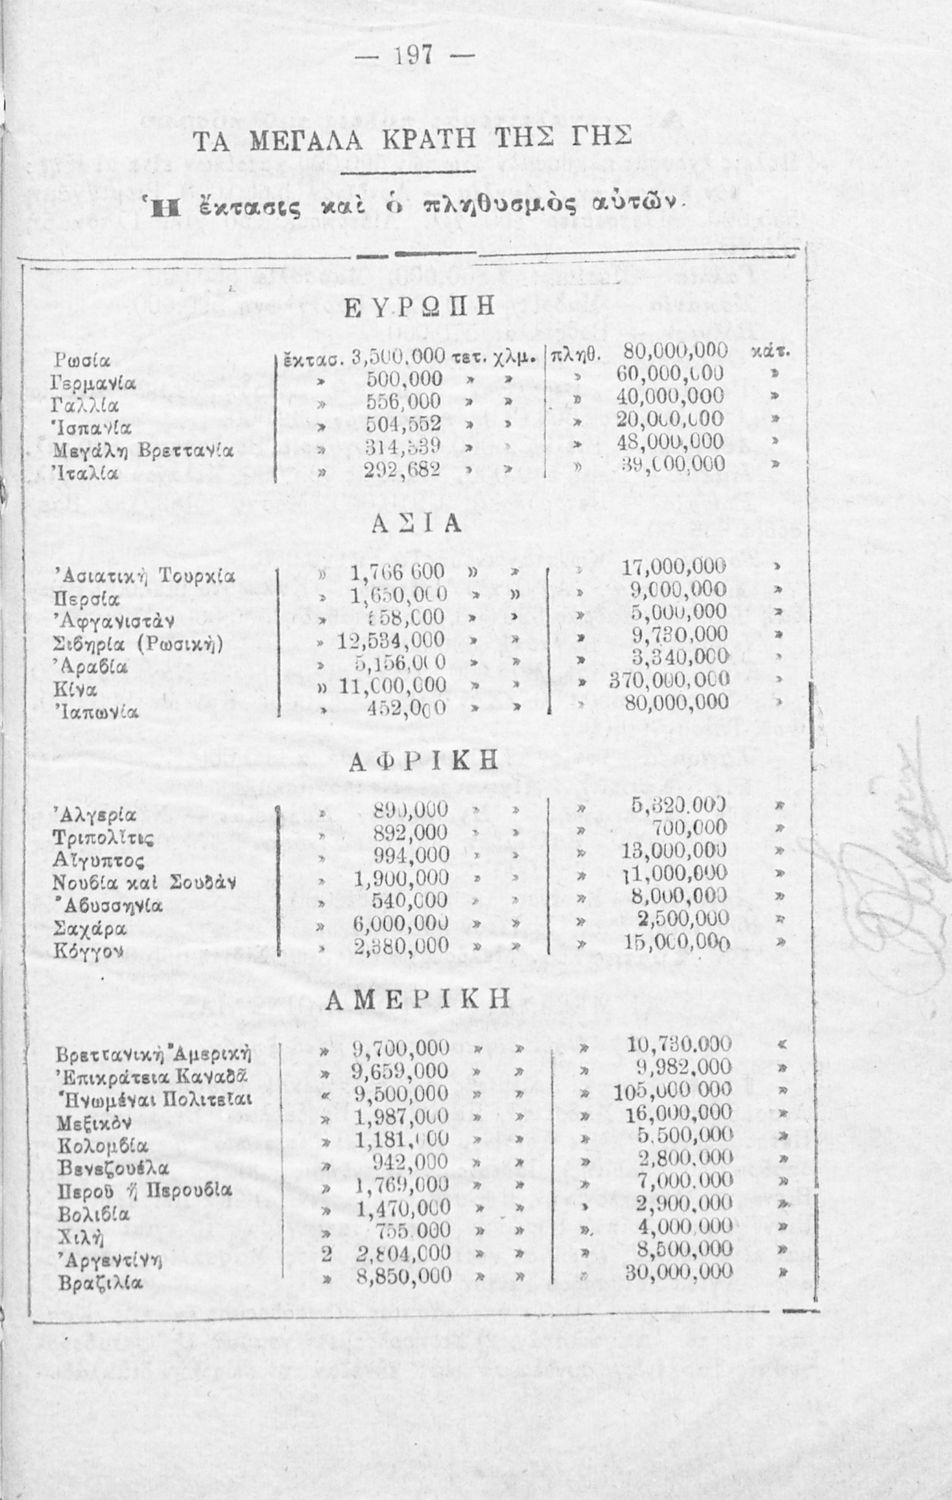 — 197 —
ΤΑ ΜΕΓΑΛΑ ΚΡΑΤΗ ΤΗΣ ΓΗΣ
Ἡ ἔκτασις καὶ ὁ πληθυσμὸς αὐτῶν.
ΕΥΡΩΠΗ
Ρωσία ἔκτασ. 3,500,000 τετ. χλμ. πληθ. 80,000,000 κάτ.
Γερμανία » 500,000 » » » 60,000,000 »
Γαλλία » 556,000 » » » 40,000,000 »
Ἱσπανία » 504,552 » » » 20,000,000 »
Μεγάλη Βρεττανία » 314,339 » » » 48,000,000 »
Ἰταλία » 292,682 » » » 39,000,000 »
ΑΣΙΑ
Ἀσιατικὴ Τουρκία » 1,766 600 » » » 17,000,000 »
Περσία » 1,650,000 » » » 9,000,000 »
Ἀφγανιστὰν » 558,000 » » » 5,000,000 »
Σιβηρία (Ρωσικὴ) » 12,534,000 » » » 9,730,000 »
Ἀραβία » 5,156,000 » » » 3,340,000 »
Κίνα » 11,000,000 » » » 370,000,000 »
Ἰαπωνία » 452,000 » » » 80,000,000 »
ΑΦΡΙΚΗ
Ἀλγερία » 890,000 » » » 5,320,000 »
Τριπολῖτις » 892,000 » » » 700,000 »
Αἴγυπτος » 994,000 » » » 13,000,000 »
Νουβία καὶ Σουδὰν » 1,900,000 » » » 11,000,000 »
Ἀβυσσηνία » 540,000 » » » 8,000,000 »
Σαχάρα » 6,000,000 » » » 2,500,000 »
Κόγγον » 2,380,000 » » » 15,000,000 »
ΑΜΕΡΙΚΗ
Βρεττανικὴ Ἀμερικὴ » 9,700,000 » » » 10,730.000 «
Ἐπικράτεια Καναδᾶ » 9,659,000 » » » 9,982.000 »
Ἡνωμέναι Πολιτεῖαι « 9,500,000 » » » 105,000 000 »
Μεξικὸν » 1,987,000 » » » 16,000,000 »
Κολομβία » 1,181,000 » » » 5.500,000 »
Βενεζουέλα » 942,000 » » » 2,800.000 »
Περοῦ ἢ Περουβία » 1,769,000 » » » 7,000.000 »
Βολιβία » 1,470,000 » » » 2,900.000 »
Χιλὴ » 755.000 » » ». 4,000 000 »
Ἀργεντίνη 2 2,804,000 » » » 8,500,000 »
Βραζιλία » 8,850,000 » » » 30,000,000 »